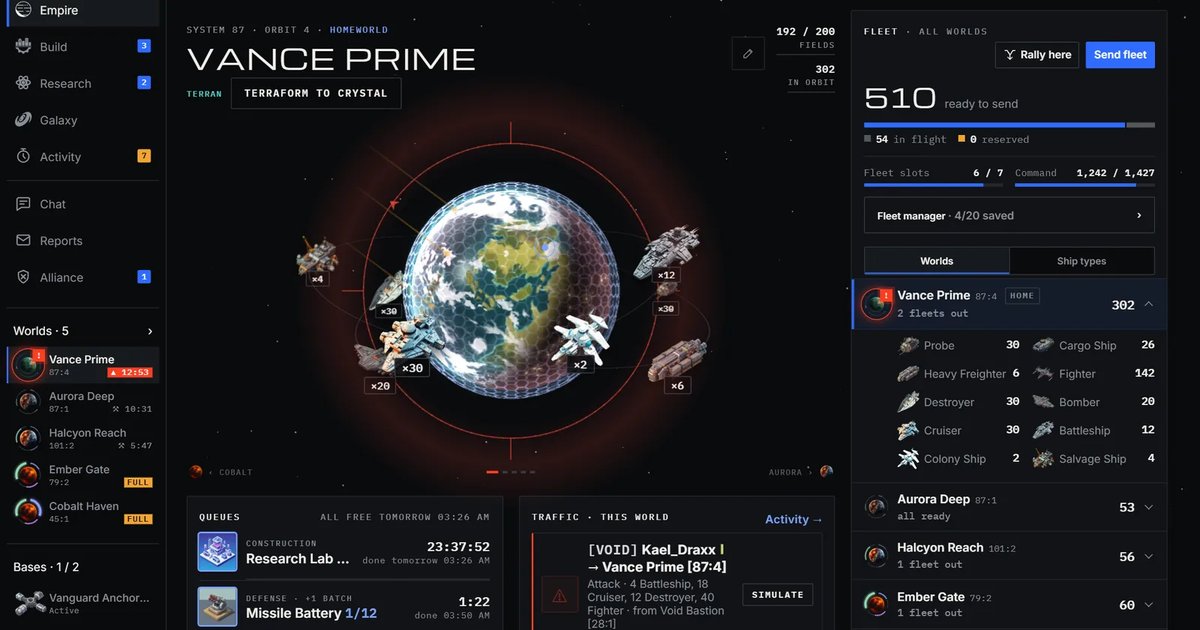 Empire
Build 3
Research 2
Galaxy
Activity 7
Chat
Reports
Alliance 1
Worlds · 5 ›
! Vance Prime
87:4 ▲ 12:53
Aurora Deep
87:1 ⚒ 10:31
Halcyon Reach
101:2 ⚒ 5:47
Ember Gate
79:2 FULL
Cobalt Haven
45:1 FULL
Bases · 1 / 2
Vanguard Anchor...
Active
SYSTEM 87 · ORBIT 4 · HOMEWORLD
VANCE PRIME
TERRAN TERRAFORM TO CRYSTAL
192 / 200
FIELDS
302
IN ORBIT
×4
×30
×12
×30
×30
×20
×2
×6
‹ COBALT
AURORA ›
QUEUES ALL FREE TOMORROW 03:26 AM
CONSTRUCTION
Research Lab ... 23:37:52
done tomorrow 03:26 AM
DEFENSE · +1 BATCH
Missile Battery 1/12 1:22
done 03:50 AM
TRAFFIC · THIS WORLD Activity →
[VOID] Kael_Draxx I
→ Vance Prime [87:4]
Attack · 4 Battleship, 18
Cruiser, 12 Destroyer, 40
Fighter · from Void Bastion
[28:1]
SIMULATE
FLEET · ALL WORLDS
Rally here Send fleet
510 ready to send
54 in flight 0 reserved
Fleet slots 6 / 7 Command 1,242 / 1,427
Fleet manager · 4/20 saved ›
Worlds Ship types
! Vance Prime 87:4 HOME 302
2 fleets out
Probe 30 Cargo Ship 26
Heavy Freighter 6 Fighter 142
Destroyer 30 Bomber 20
Cruiser 30 Battleship 12
Colony Ship 2 Salvage Ship 4
Aurora Deep 87:1 53
all ready
Halcyon Reach 101:2 56
1 fleet out
Ember Gate 79:2 60
1 fleet out